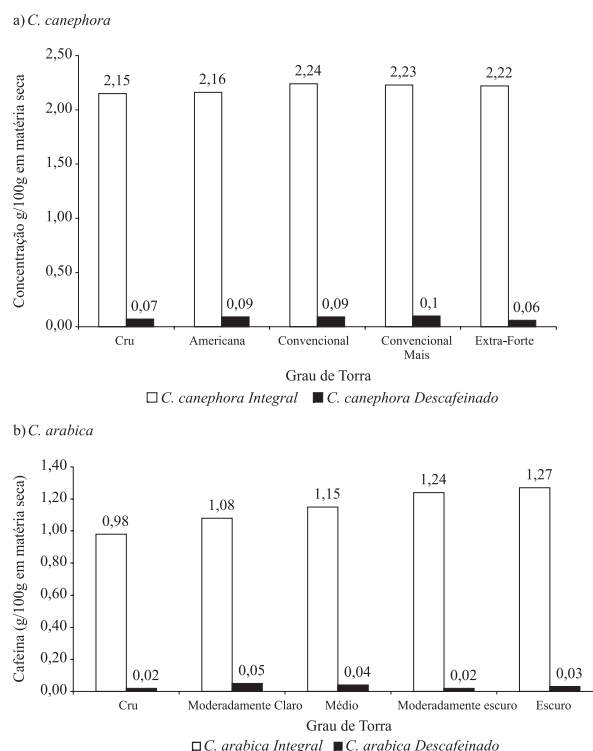 a) C. canephora
Concentração g/100g em matéria seca
2,50
2,00
1,50
1,00
0,50
0,00
2,15
2,16
2,24
2,23
2,22
0,07
0,09
0,09
0,1
0,06
Cru
Americana
Convencional
Convencional
Mais
Extra-Forte
Grau de Torra
C. canephora Integral
C. canephora Descafeinado
b) C. arabica
Cafeína (g/100g em matéria seca)
1,40
1,20
1,00
0,80
0,60
0,40
0,20
0,00
0,98
1,08
1,15
1,24
1,27
0,02
0,05
0,04
0,02
0,03
Cru
Moderadamente Claro
Médio
Moderadamente escuro
Escuro
Grau de Torra
C. arabica Integral
C. arabica Descafeinado